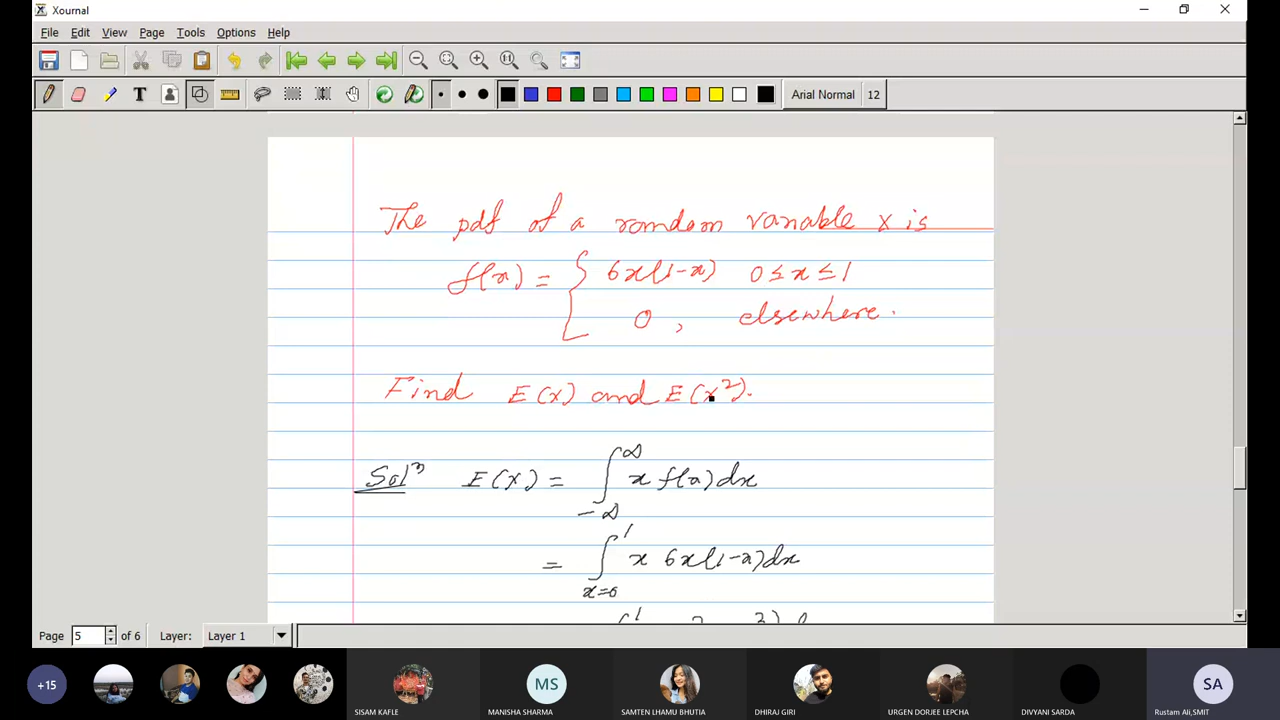 Xournal
File Edit View Page Tools Options Help
T Arial Normal 12
The pdf of a random variable X is
f(x) = { 6x(1-x) 0 ≤ x ≤ 1
0 , elsewhere.
Find E(X) and E(X²).
Solⁿ E(X) = ∫_{-∞}^{∞} x f(x) dx
= ∫_{x=0}^{1} x 6x(1-x) dx
Page 5 of 6 Layer: Layer 1
+15 MS SA
SISAM KAFLE MANISHA SHARMA SAMTEN LHAMU BHUTIA DHIRAJ GIRI URGEN DORJEE LEPCHA DIVYANI SARDA Rustam Ali,SMIT